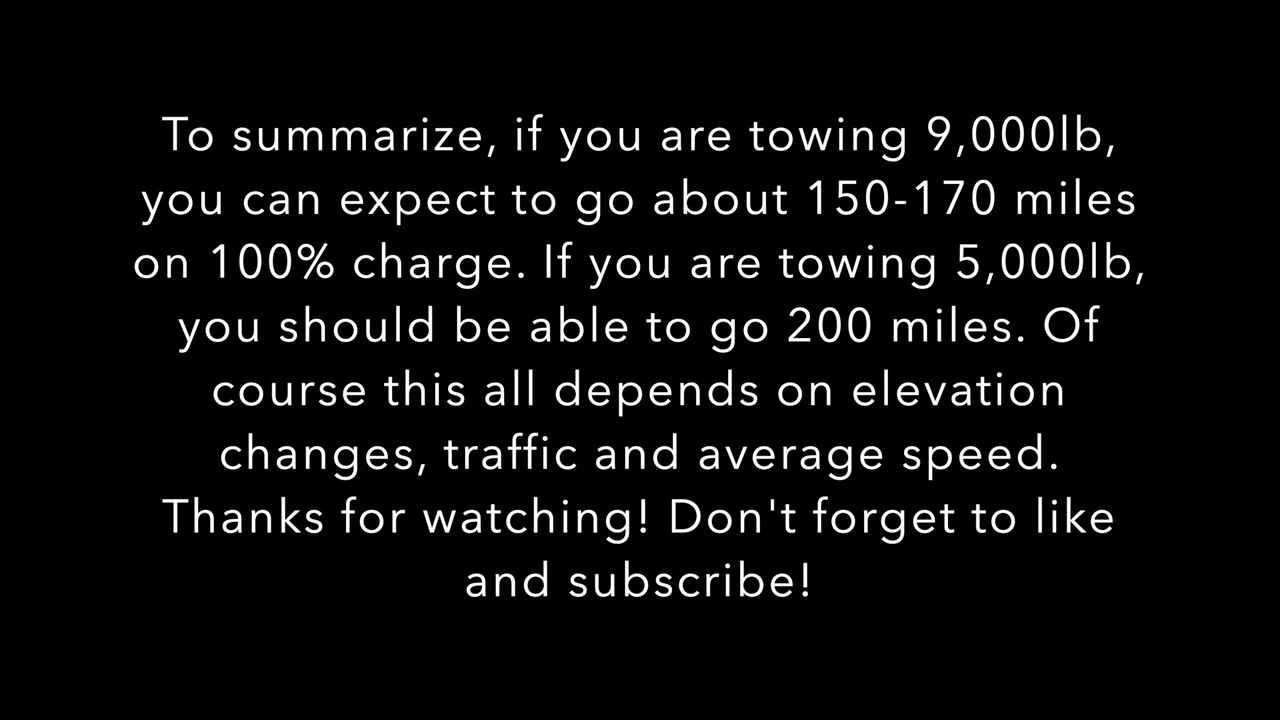 To summarize, if you are towing 9,000lb,
you can expect to go about 150-170 miles
on 100% charge. If you are towing 5,000lb,
you should be able to go 200 miles. Of
course this all depends on elevation
changes, traffic and average speed.
Thanks for watching! Don't forget to like
and subscribe!